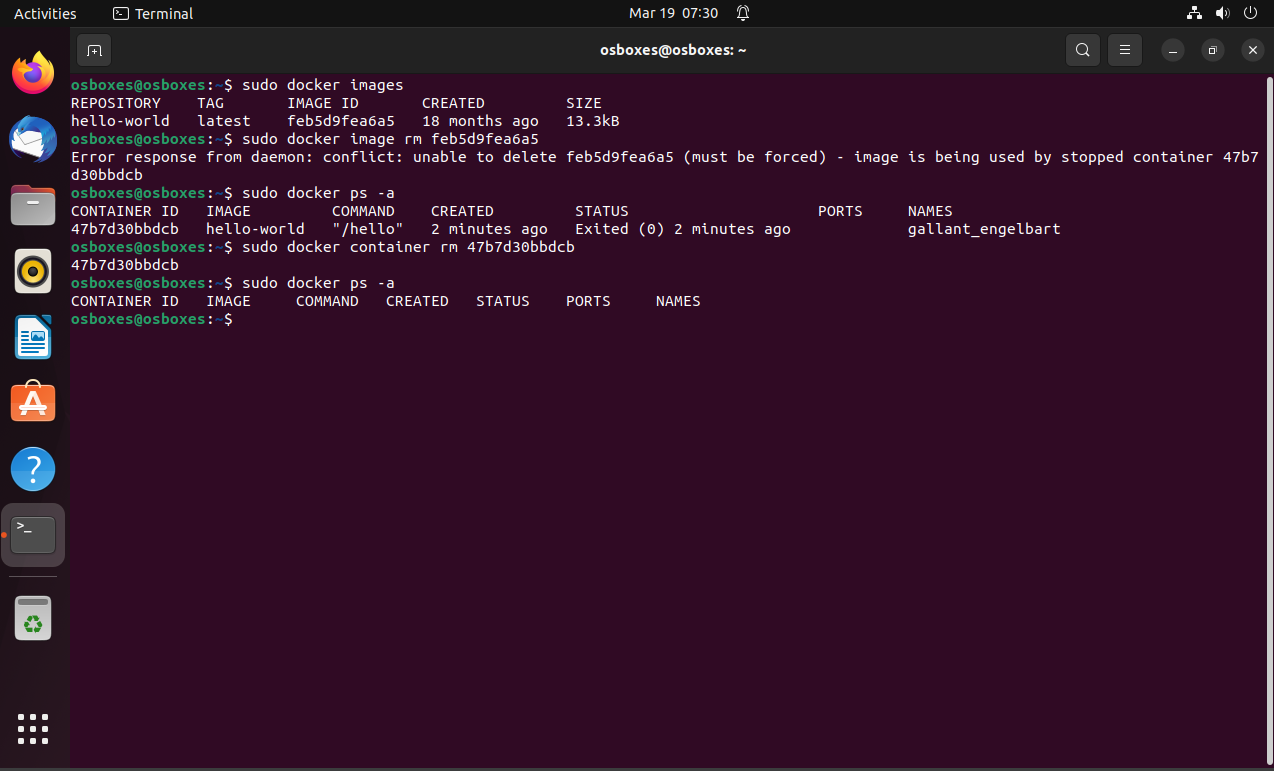 Activities Terminal Mar 19 07:30
osboxes@osboxes: ~
osboxes@osboxes:~$ sudo docker images
REPOSITORY TAG IMAGE ID CREATED SIZE
hello-world latest feb5d9fea6a5 18 months ago 13.3kB
osboxes@osboxes:~$ sudo docker image rm feb5d9fea6a5
Error response from daemon: conflict: unable to delete feb5d9fea6a5 (must be forced) - image is being used by stopped container 47b7
d30bbdcb
osboxes@osboxes:~$ sudo docker ps -a
CONTAINER ID IMAGE COMMAND CREATED STATUS PORTS NAMES
47b7d30bbdcb hello-world "/hello" 2 minutes ago Exited (0) 2 minutes ago gallant_engelbart
osboxes@osboxes:~$ sudo docker container rm 47b7d30bbdcb
47b7d30bbdcb
osboxes@osboxes:~$ sudo docker ps -a
CONTAINER ID IMAGE COMMAND CREATED STATUS PORTS NAMES
osboxes@osboxes:~$